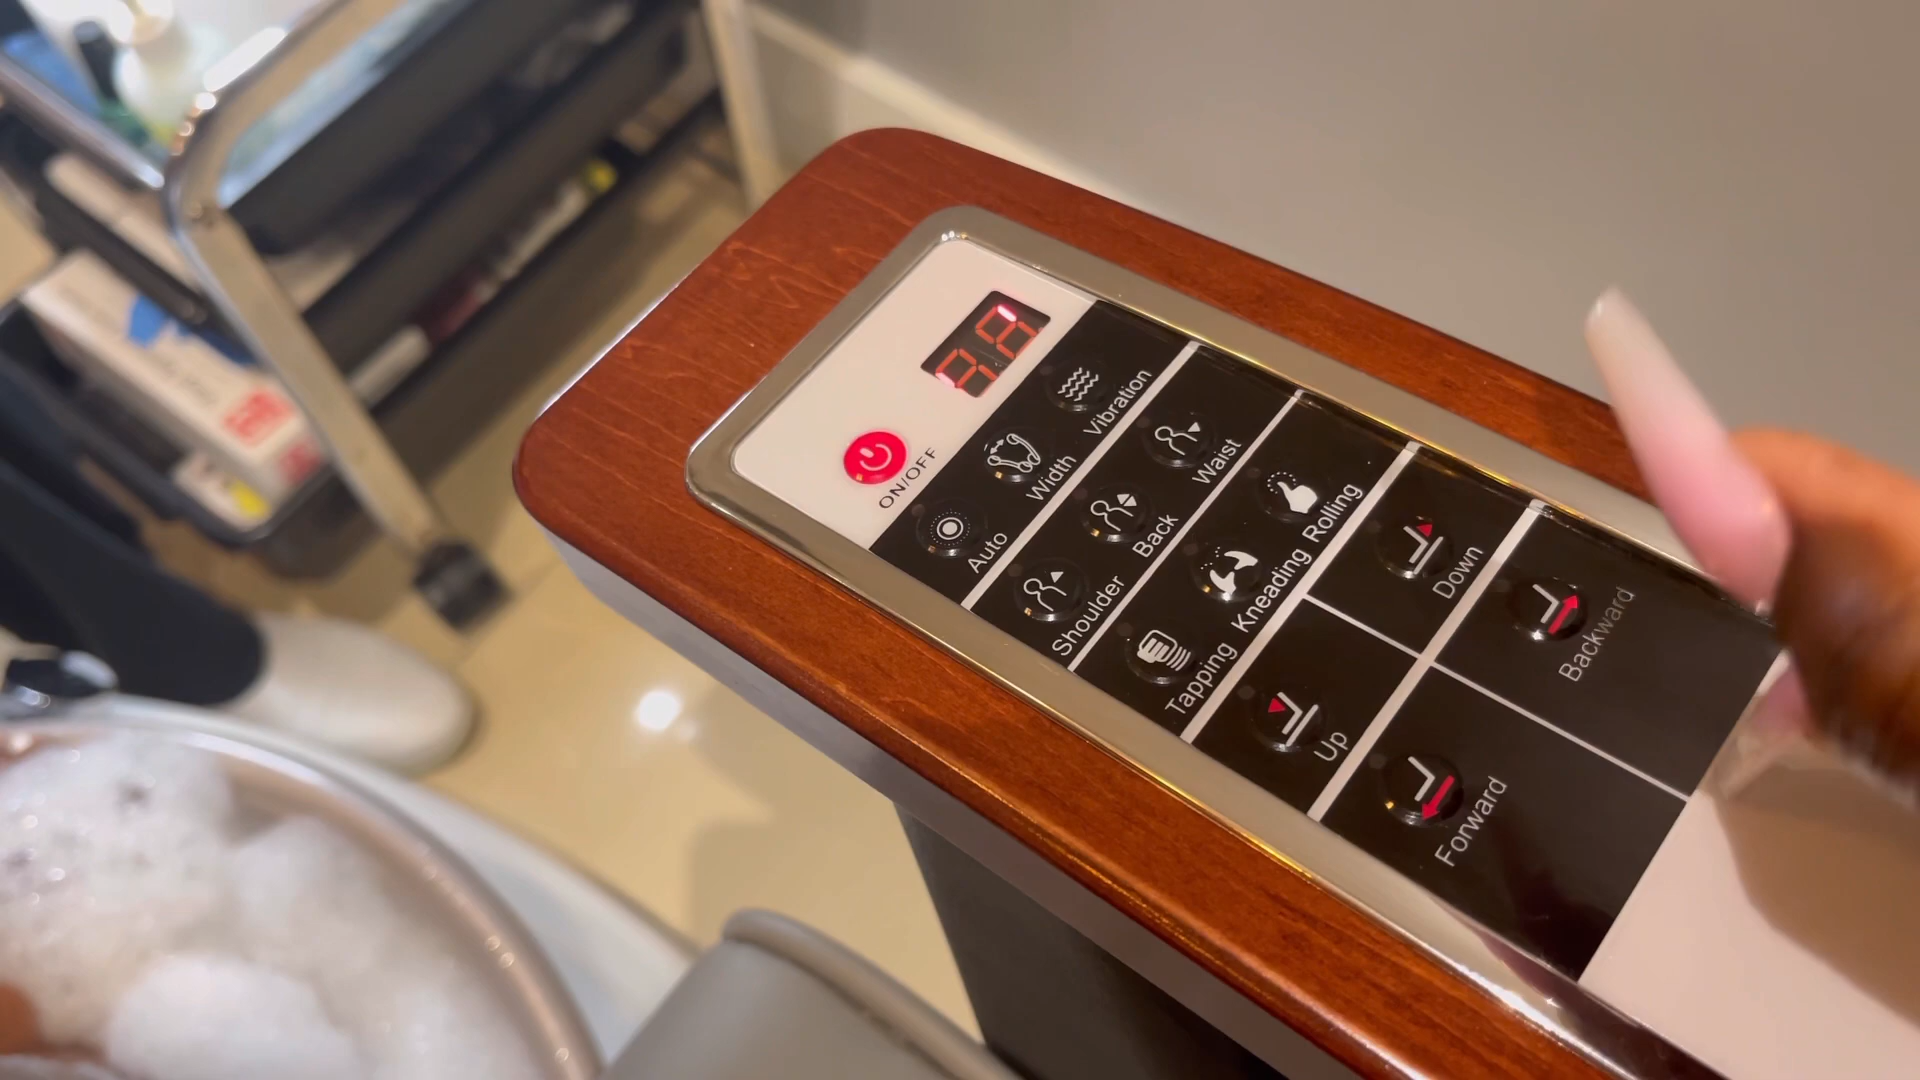 ON/OFF
Auto
Width
Vibration
Shoulder
Back
Waist
Tapping
Kneading
Rolling
Up
Down
Forward
Backward